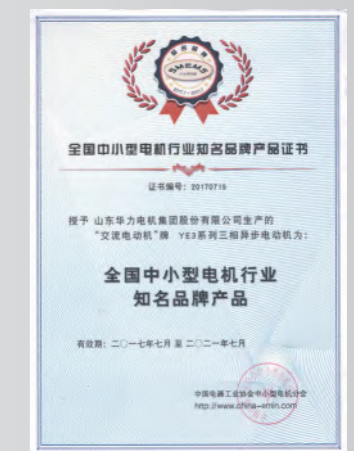 SMEMS
全国中小型电机行业知名品牌产品证书
证书编号：20170719
授予 山东华力电机集团股份有限公司生产的
“交流电动机”牌 YE3系列三相异步电动机为：
全国中小型电机行业
知名品牌产品
有效期：二〇一七年七月 至 二〇二一年七月
中国电器工业协会中小型电机分会
http://www.china-emin.com